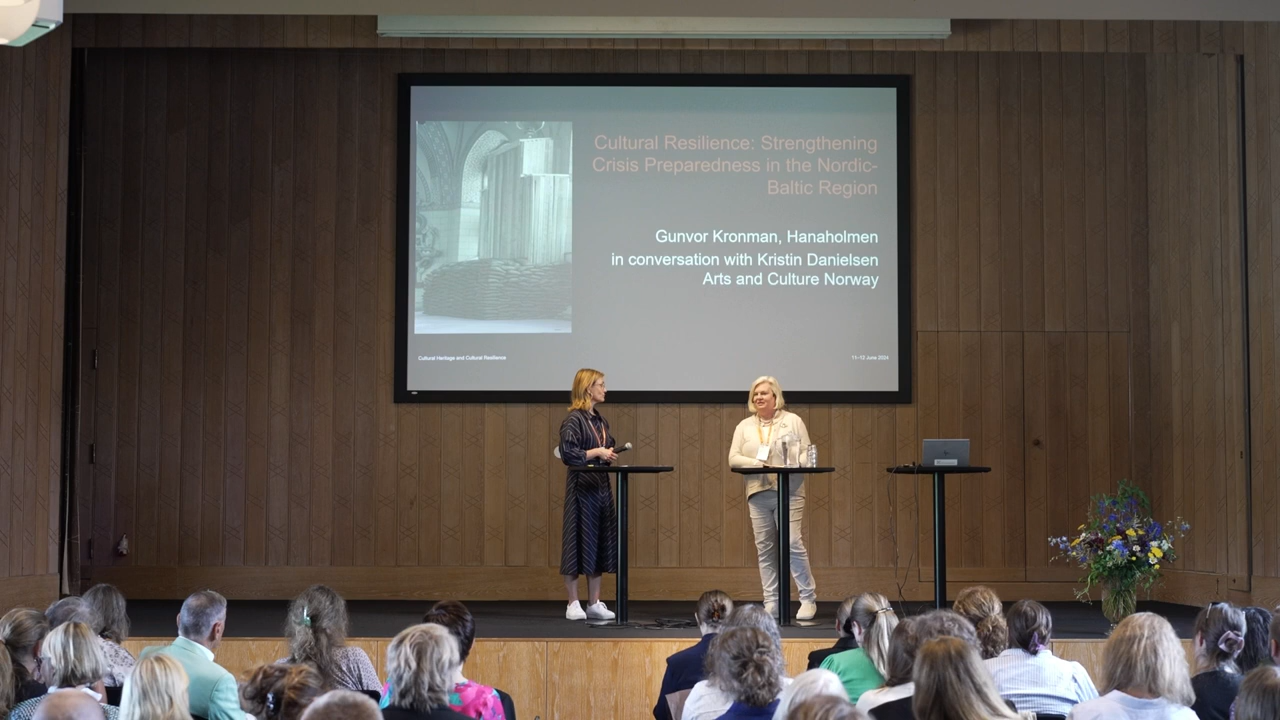 Cultural Resilience: Strengthening
Crisis Preparedness in the Nordic-
Baltic Region
Gunvor Kronman, Hanaholmen
in conversation with Kristin Danielsen
Arts and Culture Norway
Cultural Heritage and Cultural Resilience
11–12 June 2024